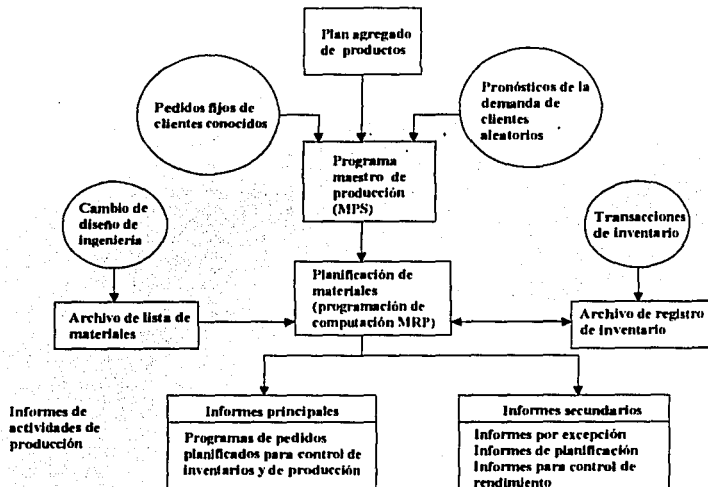 Plan agregado
de productos
Pedidos fijos de
clientes conocidos
Pronósticos de la
demanda de
clientes
aleatorios
Programa
maestro de
producción
(MPS)
Cambio de
diseño de
ingeniería
Transacciones
de inventario
Planificación de
materiales
(programación de
computación MRP)
Archivo de lista de
materiales
Archivo de registro
de inventario
Informes de
actividades de
producción
Informes principales
Programas de pedidos
planificados para control de
inventarios y de producción
Informes secundarios
Informes por excepción
Informes de planificación
Informes para control de
rendimiento